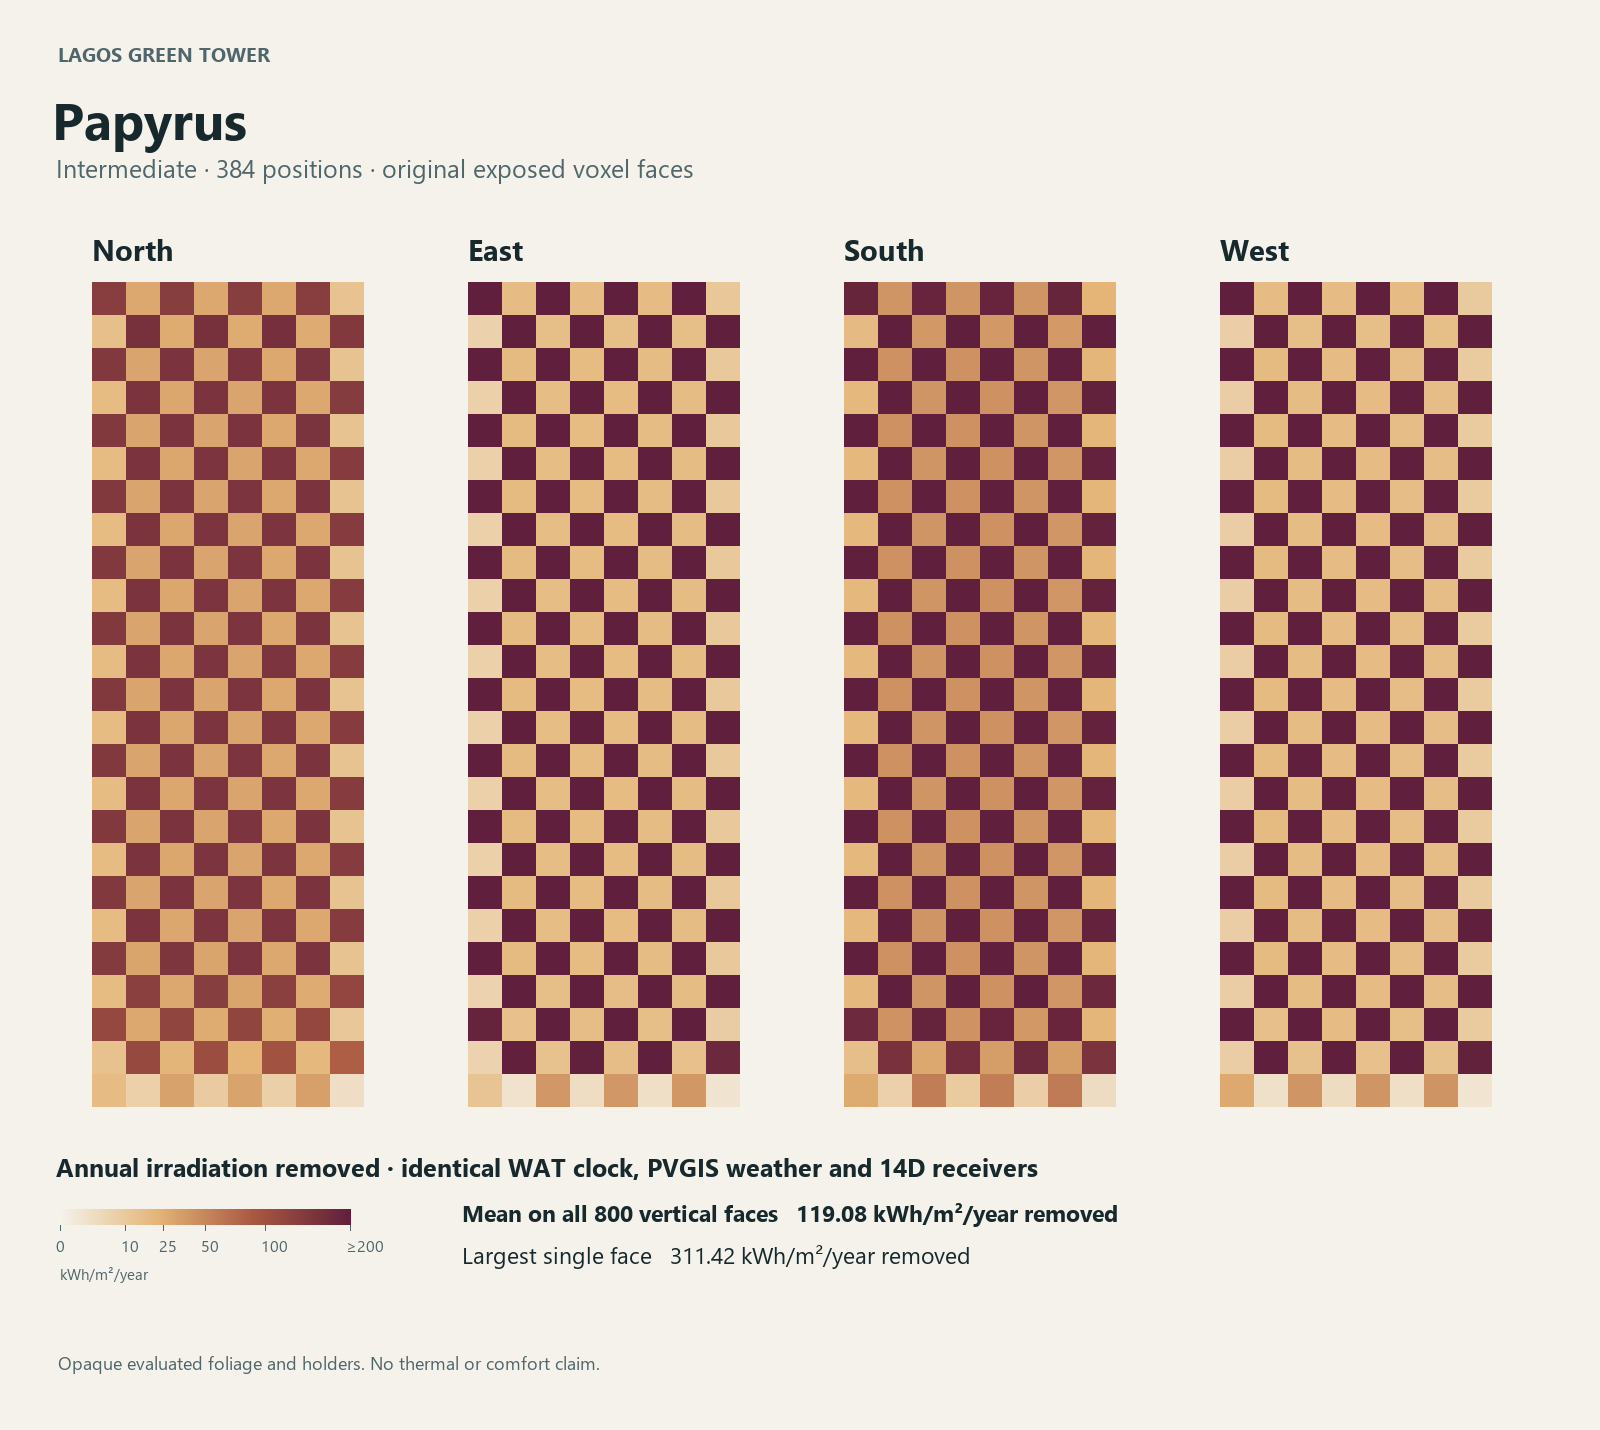 LAGOS GREEN TOWER
Papyrus
Intermediate · 384 positions · original exposed voxel faces
North East South West
Annual irradiation removed · identical WAT clock, PVGIS weather and 14D receivers
Mean on all 800 vertical faces 119.08 kWh/m²/year removed
0 10 25 50 100 ≥200
Largest single face 311.42 kWh/m²/year removed
kWh/m²/year
Opaque evaluated foliage and holders. No thermal or comfort claim.